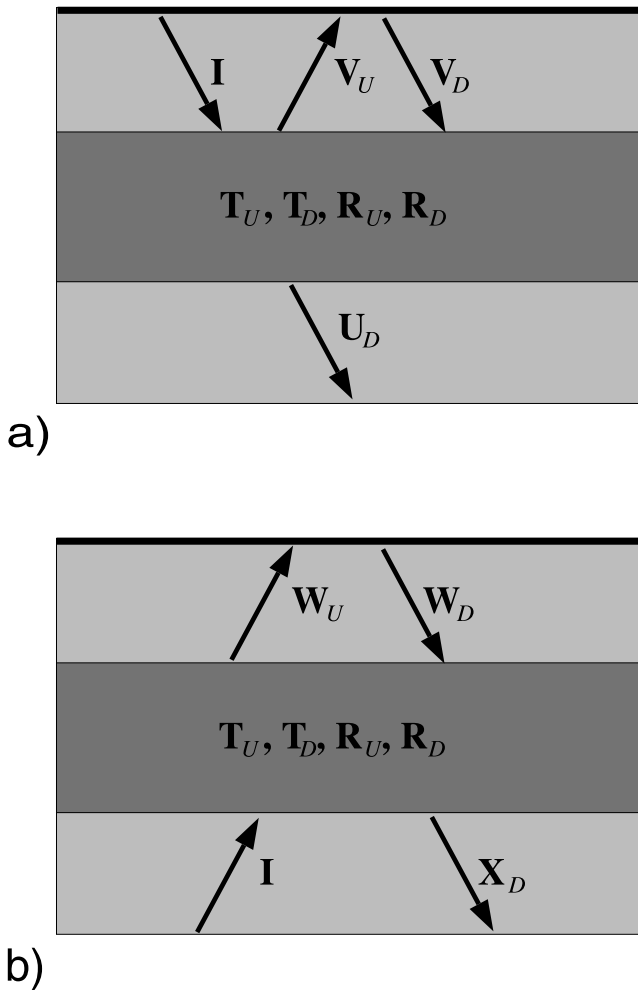 I V_U V_D
T_U, T_D, R_U, R_D
U_D
a)
W_U W_D
T_U, T_D, R_U, R_D
I X_D
b)